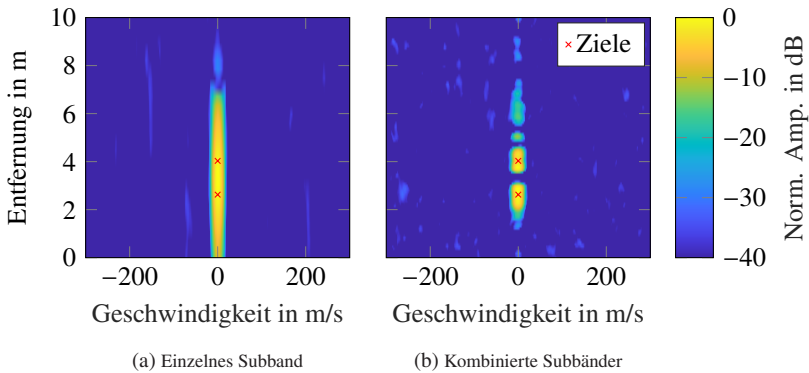 10
8
6
4
2
0
Entfernung in m
−200 0 200
Geschwindigkeit in m/s
(a) Einzelnes Subband
× Ziele
−200 0 200
Geschwindigkeit in m/s
(b) Kombinierte Subbänder
0
−10
−20
−30
−40
Norm. Amp. in dB